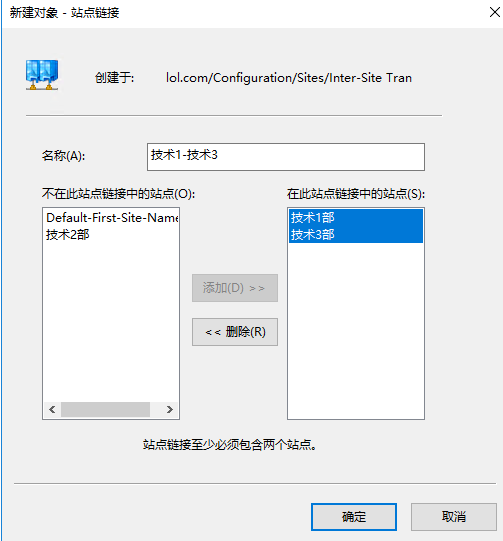 新建对象 - 站点链接
创建于: lol.com/Configuration/Sites/Inter-Site Tran
名称(A): 技术1-技术3
不在此站点链接中的站点(O): 在此站点链接中的站点(S):
Default-First-Site-Name 技术1部
技术2部 技术3部
添加(D) >>
<< 删除(R)
站点链接至少必须包含两个站点。
确定 取消